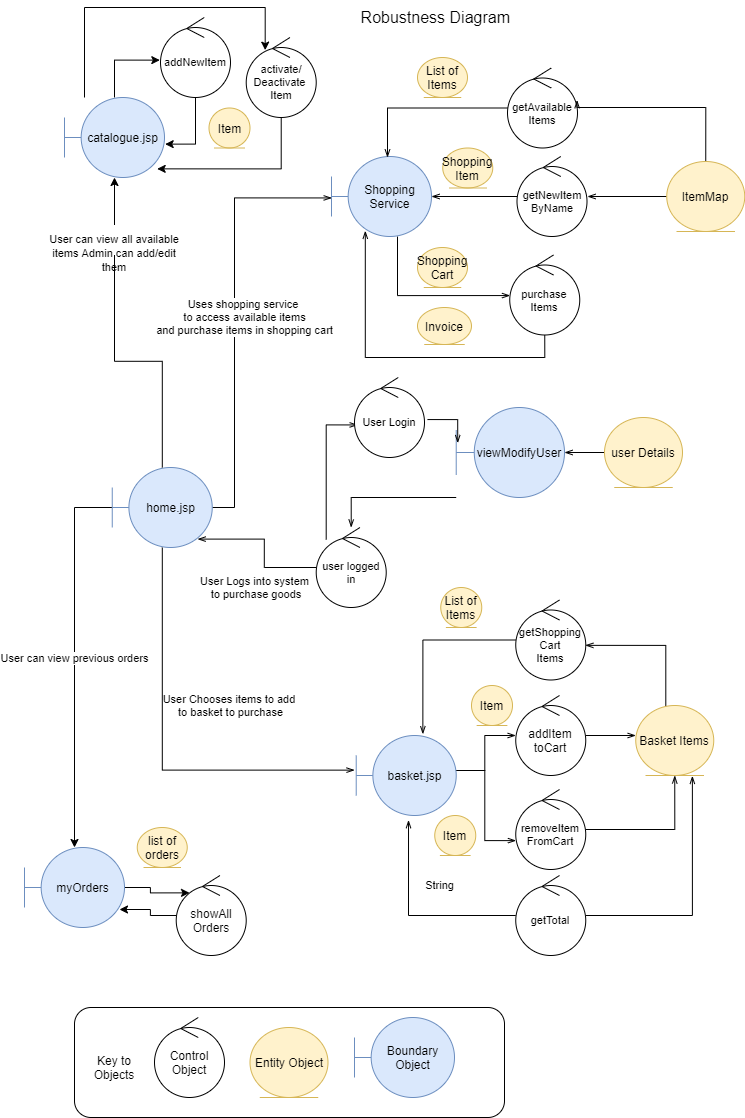 Robustness Diagram
addNewItem
activate/
Deactivate
Item
catalogue.jsp
Item
List of
Items
getAvailable
Items
Shopping
Service
Shopping
Item
getNewItem
ByName
ItemMap
User can view all available
items Admin can add/edit
them
Shopping
Cart
purchase
Items
Invoice
Uses shopping service
to access available items
and purchase items in shopping cart
User Login
viewModifyUser
user Details
home.jsp
user logged
in
User Logs into system
to purchase goods
List of
Items
getShopping
Cart
Items
User can view previous orders
User Chooses items to add
to basket to purchase
Item
addItem
toCart
Basket Items
basket.jsp
Item
removeItem
FromCart
list of
orders
myOrders
String
showAll
Orders
getTotal
Key to
Objects
Control
Object
Entity Object
Boundary
Object